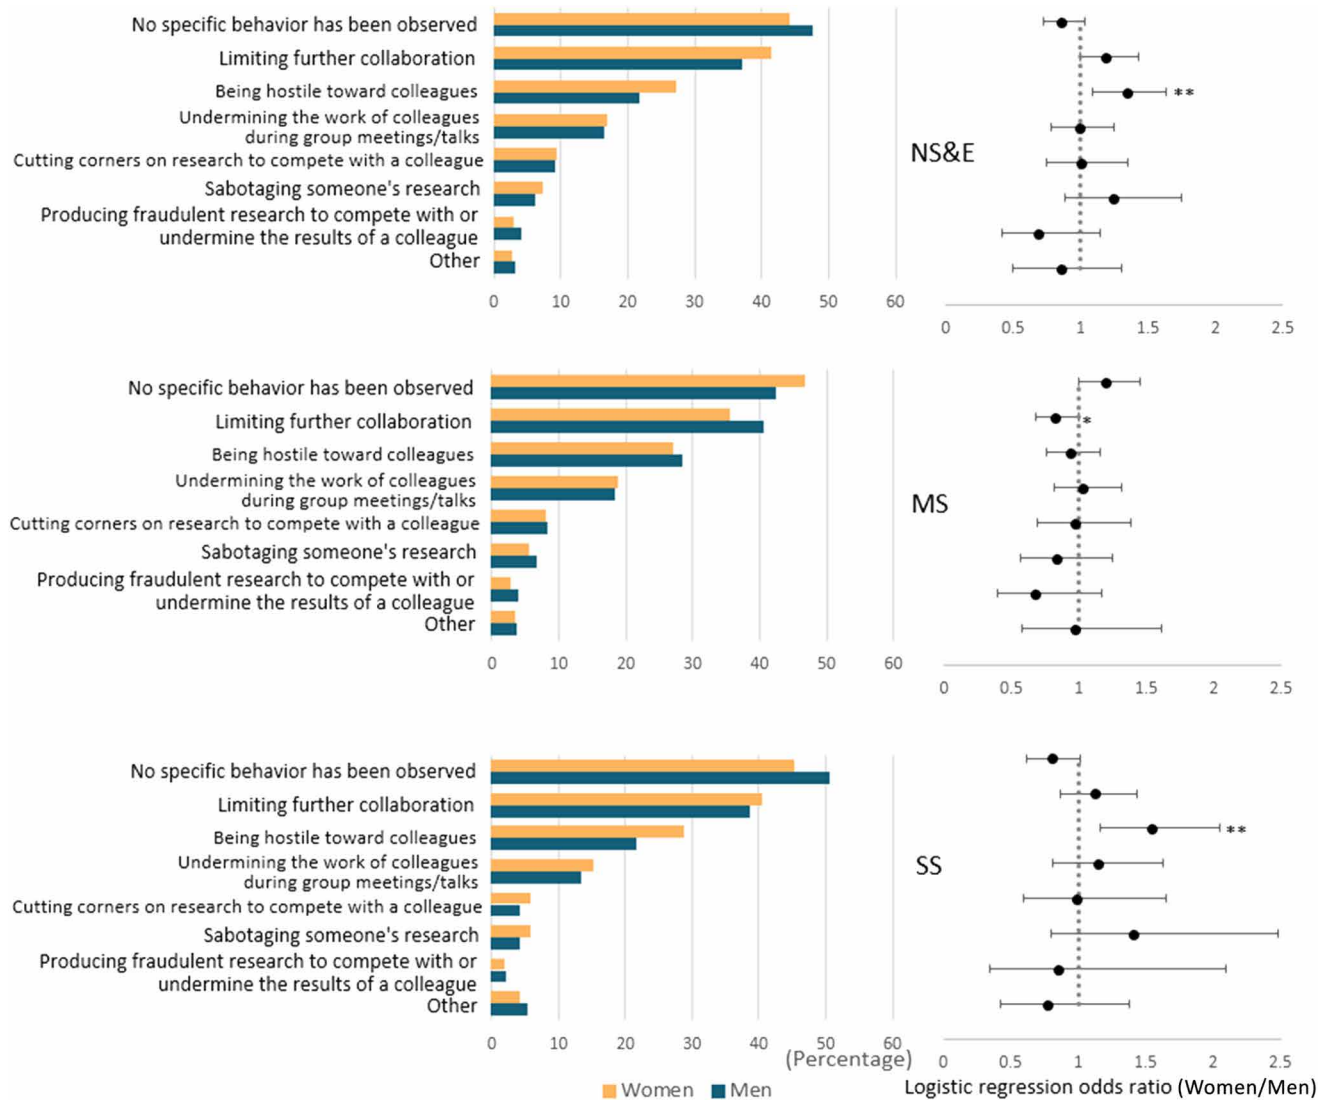 No specific behavior has been observed
Limiting further collaboration
Being hostile toward colleagues
**
Undermining the work of colleagues
during group meetings/talks
NS&E
Cutting corners on research to compete with a colleague
Sabotaging someone's research
Producing fraudulent research to compete with or
undermine the results of a colleague
Other
0 10 20 30 40 50 60
0 0.5 1 1.5 2 2.5
No specific behavior has been observed
Limiting further collaboration
*
Being hostile toward colleagues
Undermining the work of colleagues
during group meetings/talks
MS
Cutting corners on research to compete with a colleague
Sabotaging someone's research
Producing fraudulent research to compete with or
undermine the results of a colleague
Other
0 10 20 30 40 50 60
0 0.5 1 1.5 2 2.5
No specific behavior has been observed
Limiting further collaboration
Being hostile toward colleagues
**
Undermining the work of colleagues
during group meetings/talks
SS
Cutting corners on research to compete with a colleague
Sabotaging someone's research
Producing fraudulent research to compete with or
undermine the results of a colleague
Other
0 10 20 30 40 50 60
(Percentage)
0 0.5 1 1.5 2 2.5
Women Men
Logistic regression odds ratio (Women/Men)